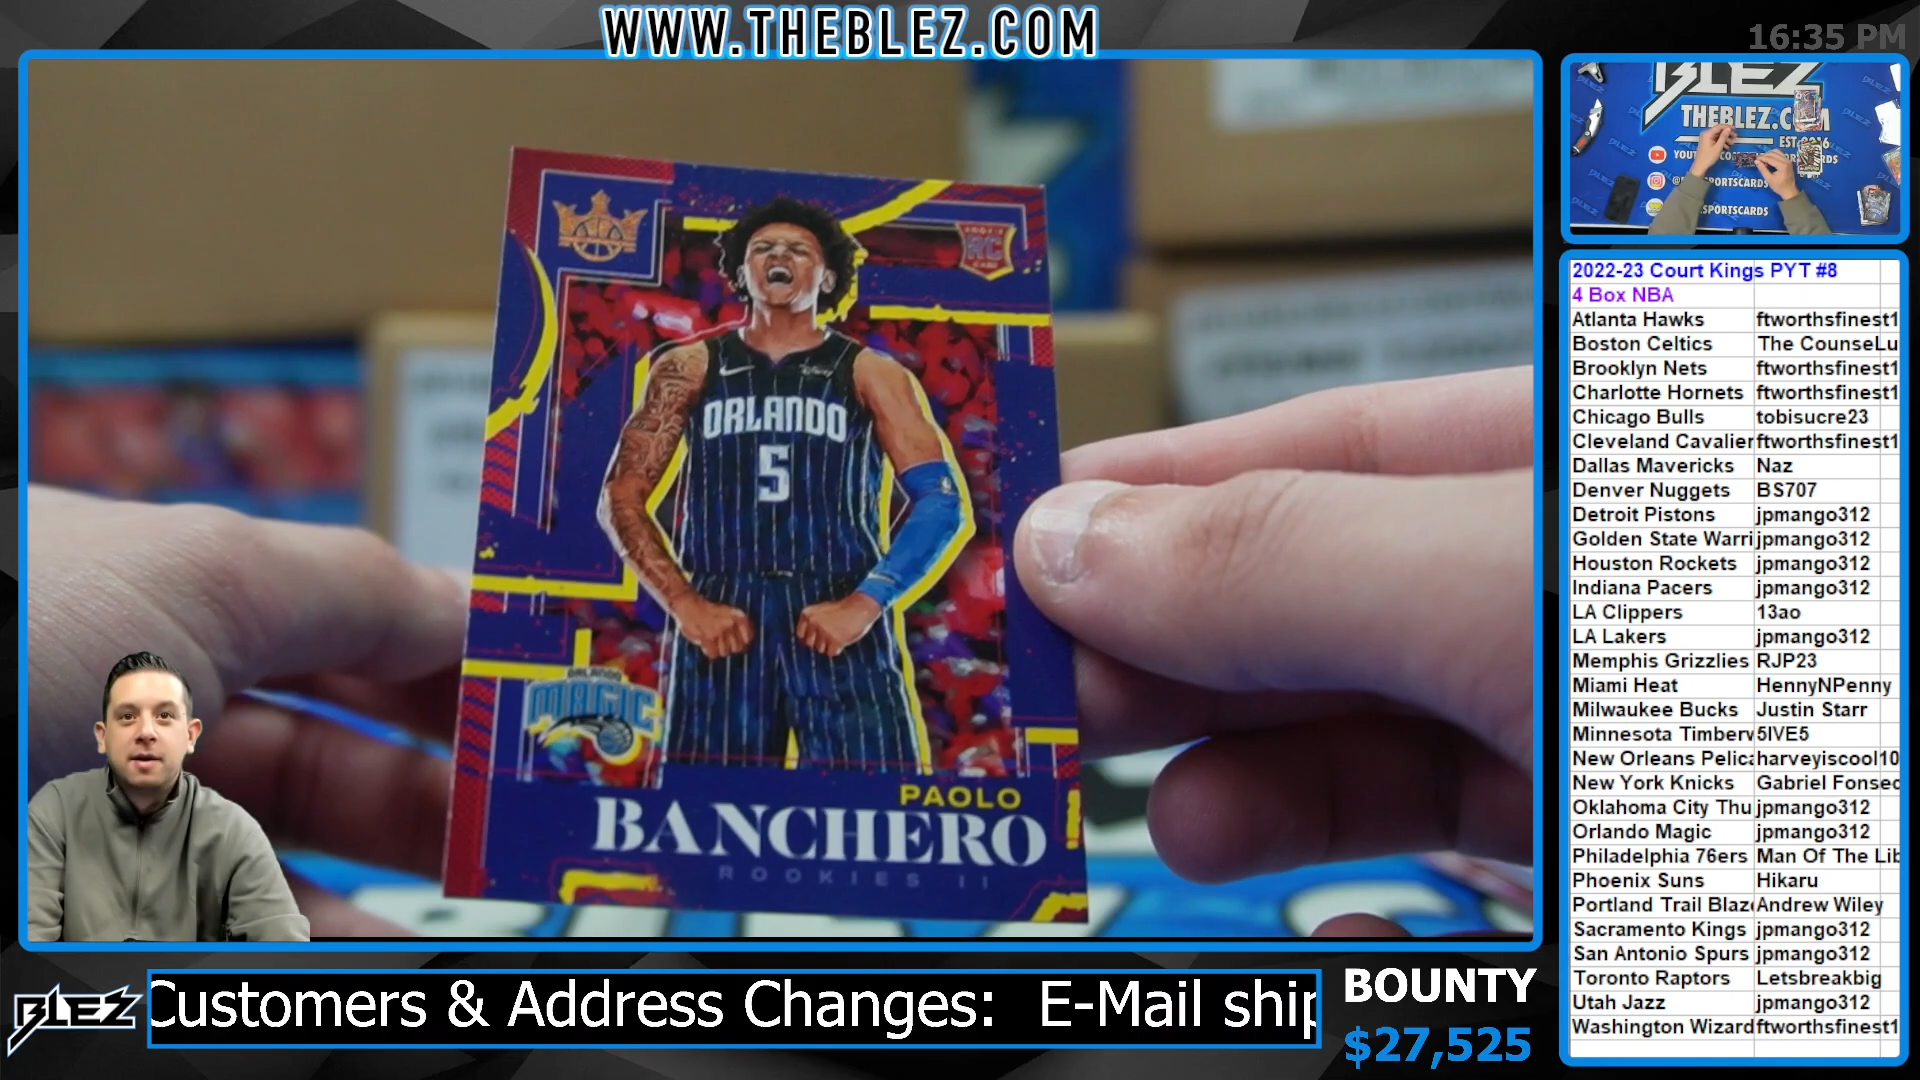 WWW.THEBLEZ.COM
16:35 PM
BLEZ
THEBLEZ.COM
RC
ORLANDO
5
ORLANDO
MAGIC
PAOLO
BANCHERO
ROOKIES II
2022-23 Court Kings PYT #8
4 Box NBA
Atlanta Hawks ftworthsfinest1
Boston Celtics The CounseLu
Brooklyn Nets ftworthsfinest1
Charlotte Hornets ftworthsfinest1
Chicago Bulls tobisucre23
Cleveland Cavalier ftworthsfinest1
Dallas Mavericks Naz
Denver Nuggets BS707
Detroit Pistons jpmango312
Golden State Warri jpmango312
Houston Rockets jpmango312
Indiana Pacers jpmango312
LA Clippers 13ao
LA Lakers jpmango312
Memphis Grizzlies RJP23
Miami Heat HennyNPenny
Milwaukee Bucks Justin Starr
Minnesota Timberv 5IVE5
New Orleans Pelica harveyiscool10
New York Knicks Gabriel Fonsec
Oklahoma City Thu jpmango312
Orlando Magic jpmango312
Philadelphia 76ers Man Of The Lib
Phoenix Suns Hikaru
Portland Trail Blaze Andrew Wiley
Sacramento Kings jpmango312
San Antonio Spurs jpmango312
Toronto Raptors Letsbreakbig
Utah Jazz jpmango312
Washington Wizard ftworthsfinest1
BLEZ
Customers & Address Changes: E-Mail ship
BOUNTY
$27,525